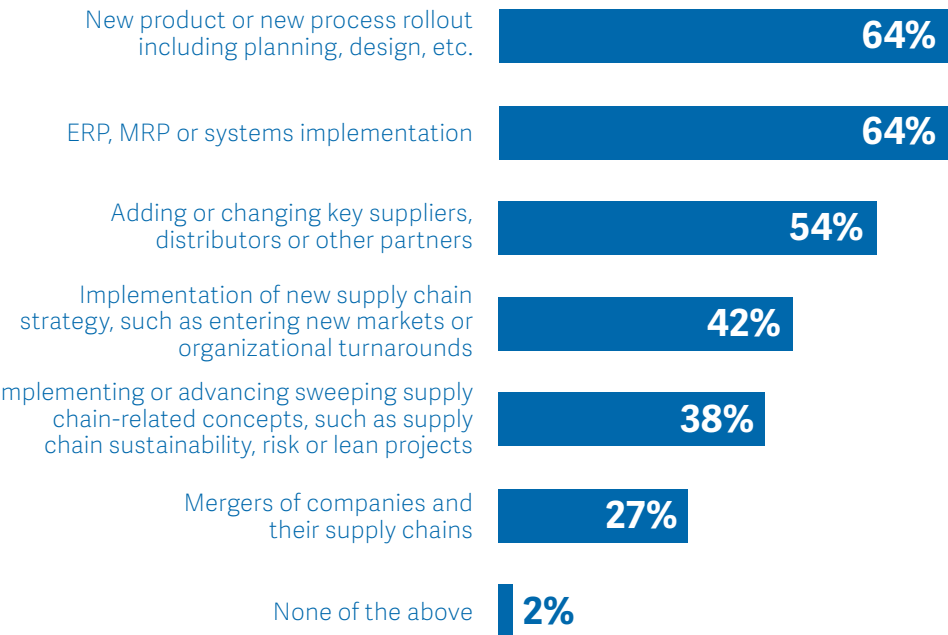 New product or new process rollout
including planning, design, etc.
64%
ERP, MRP or systems implementation
64%
Adding or changing key suppliers,
distributors or other partners
54%
Implementation of new supply chain
strategy, such as entering new markets or
organizational turnarounds
42%
mplementing or advancing sweeping supply
chain-related concepts, such as supply
chain sustainability, risk or lean projects
38%
Mergers of companies and
their supply chains
27%
None of the above
2%